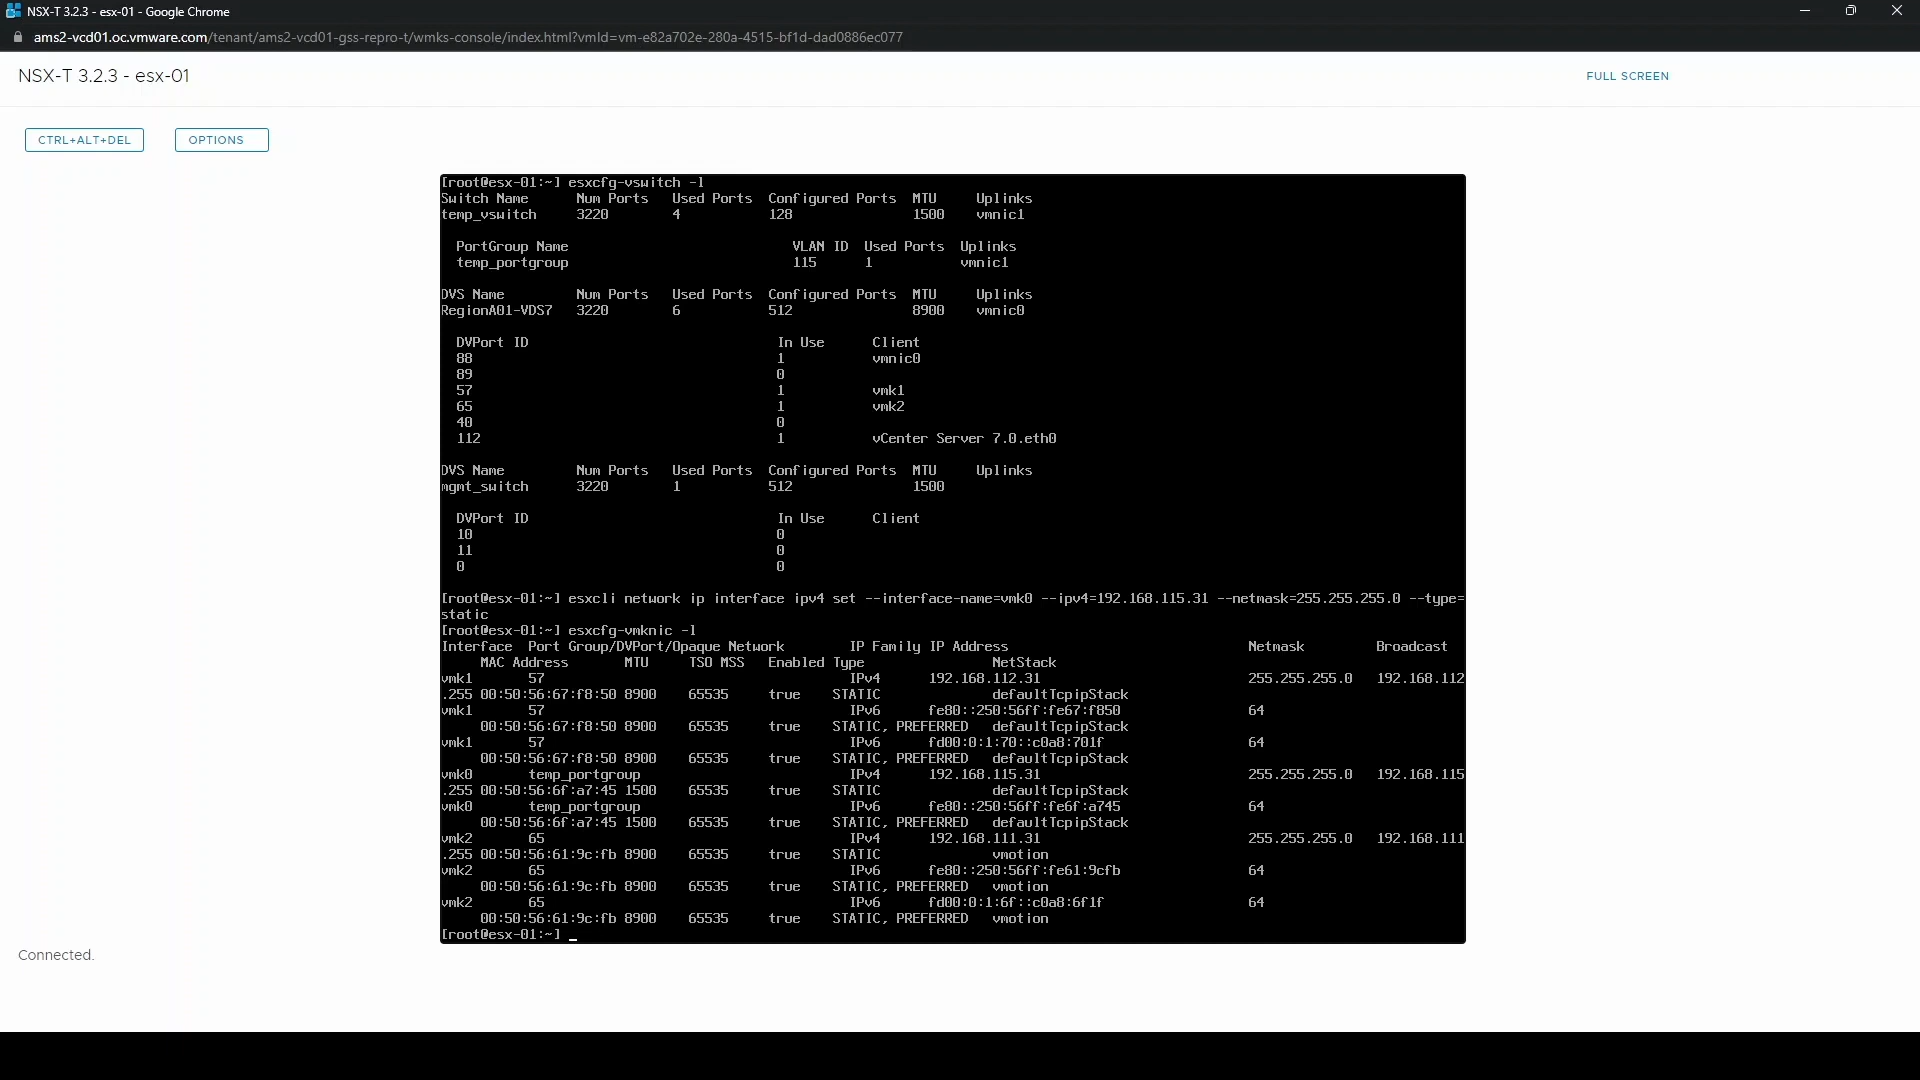 NSX-T 3.2.3 - esx-01 - Google Chrome
ams2-vcd01.oc.vmware.com/tenant/ams2-vcd01-gss-repro-t/wmks-console/index.html?vmId=vm-e82a702e-280a-4515-bf1d-dad0886ec077
NSX-T 3.2.3 - esx-01
FULL SCREEN
CTRL+ALT+DEL OPTIONS
[root@esx-01:~] esxcfg-vswitch -l
Switch Name Num Ports Used Ports Configured Ports MTU Uplinks
temp_vswitch 3220 4 128 1500 vmnic1
PortGroup Name VLAN ID Used Ports Uplinks
temp_portgroup 115 1 vmnic1
DVS Name Num Ports Used Ports Configured Ports MTU Uplinks
RegionA01-VDS7 3220 6 512 8900 vmnic0
DVPort ID In Use Client
88 1 vmnic0
89 0
57 1 vmk1
65 1 vmk2
40 0
112 1 vCenter Server 7.0.eth0
DVS Name Num Ports Used Ports Configured Ports MTU Uplinks
mgmt_switch 3220 1 512 1500
DVPort ID In Use Client
10 0
11 0
0 0
[root@esx-01:~] esxcli network ip interface ipv4 set --interface-name=vmk0 --ipv4=192.168.115.31 --netmask=255.255.255.0 --type=
static
[root@esx-01:~] esxcfg-vmknic -l
Interface Port Group/DVPort/Opaque Network IP Family IP Address Netmask Broadcast
MAC Address MTU TSO MSS Enabled Type NetStack
vmk1 57 IPv4 192.168.112.31 255.255.255.0 192.168.112
.255 00:50:56:67:f8:50 8900 65535 true STATIC defaultTcpipStack
vmk1 57 IPv6 fe80::250:56ff:fe67:f850 64
00:50:56:67:f8:50 8900 65535 true STATIC, PREFERRED defaultTcpipStack
vmk1 57 IPv6 fd00:0:1:70::c0a8:701f 64
00:50:56:67:f8:50 8900 65535 true STATIC, PREFERRED defaultTcpipStack
vmk0 temp_portgroup IPv4 192.168.115.31 255.255.255.0 192.168.115
.255 00:50:56:6f:a7:45 1500 65535 true STATIC defaultTcpipStack
vmk0 temp_portgroup IPv6 fe80::250:56ff:fe6f:a745 64
00:50:56:6f:a7:45 1500 65535 true STATIC, PREFERRED defaultTcpipStack
vmk2 65 IPv4 192.168.111.31 255.255.255.0 192.168.111
.255 00:50:56:61:9c:fb 8900 65535 true STATIC vmotion
vmk2 65 IPv6 fe80::250:56ff:fe61:9cfb 64
00:50:56:61:9c:fb 8900 65535 true STATIC, PREFERRED vmotion
vmk2 65 IPv6 fd00:0:1:6f::c0a8:6f1f 64
00:50:56:61:9c:fb 8900 65535 true STATIC, PREFERRED vmotion
[root@esx-01:~] _
Connected.